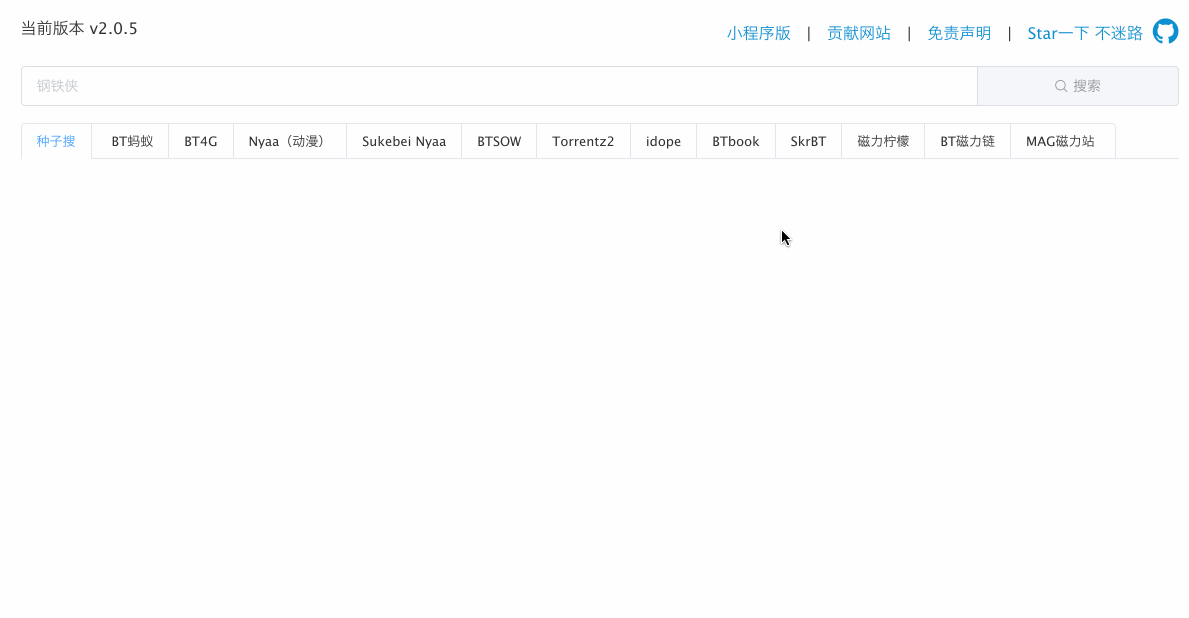 当前版本 v2.0.5
小程序版 | 贡献网站 | 免责声明 | Star一下 不迷路
钢铁侠 搜索
种子搜 BT蚂蚁 BT4G Nyaa（动漫） Sukebei Nyaa BTSOW Torrentz2 idope BTbook SkrBT 磁力柠檬 BT磁力链 MAG磁力站